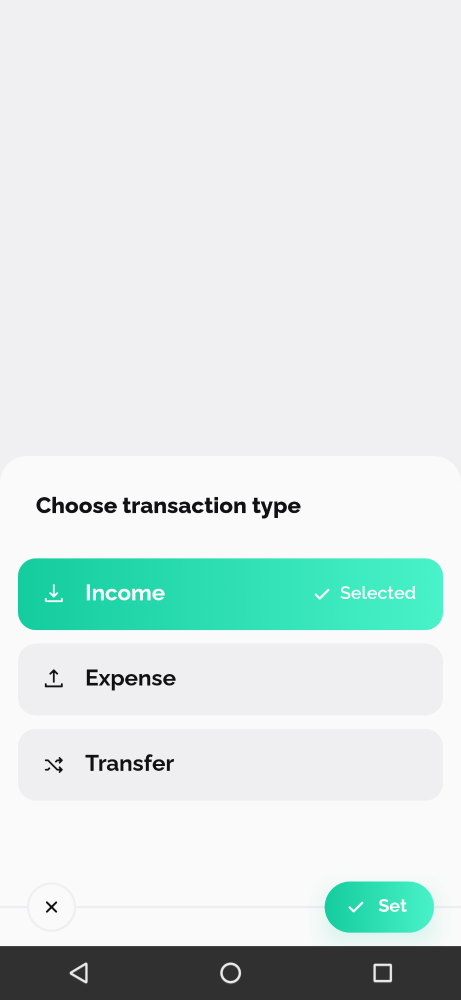 Choose transaction type
Income
Selected
Expense
Transfer
Set